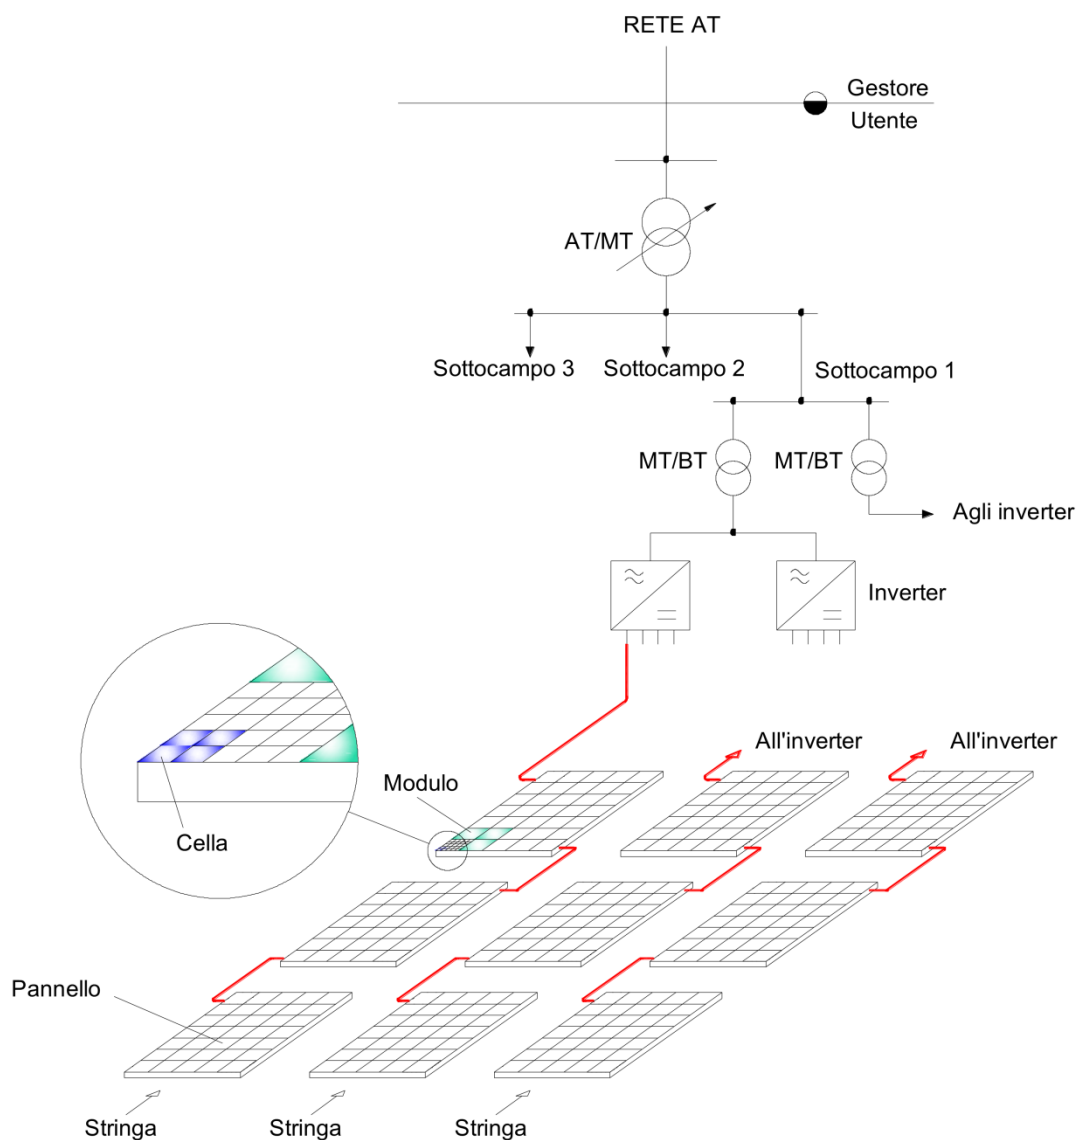 RETE AT
Gestore
Utente
AT/MT
Sottocampo 3
Sottocampo 2
Sottocampo 1
MT/BT
MT/BT
Agli inverter
Inverter
All'inverter
All'inverter
Modulo
Cella
Pannello
Stringa
Stringa
Stringa